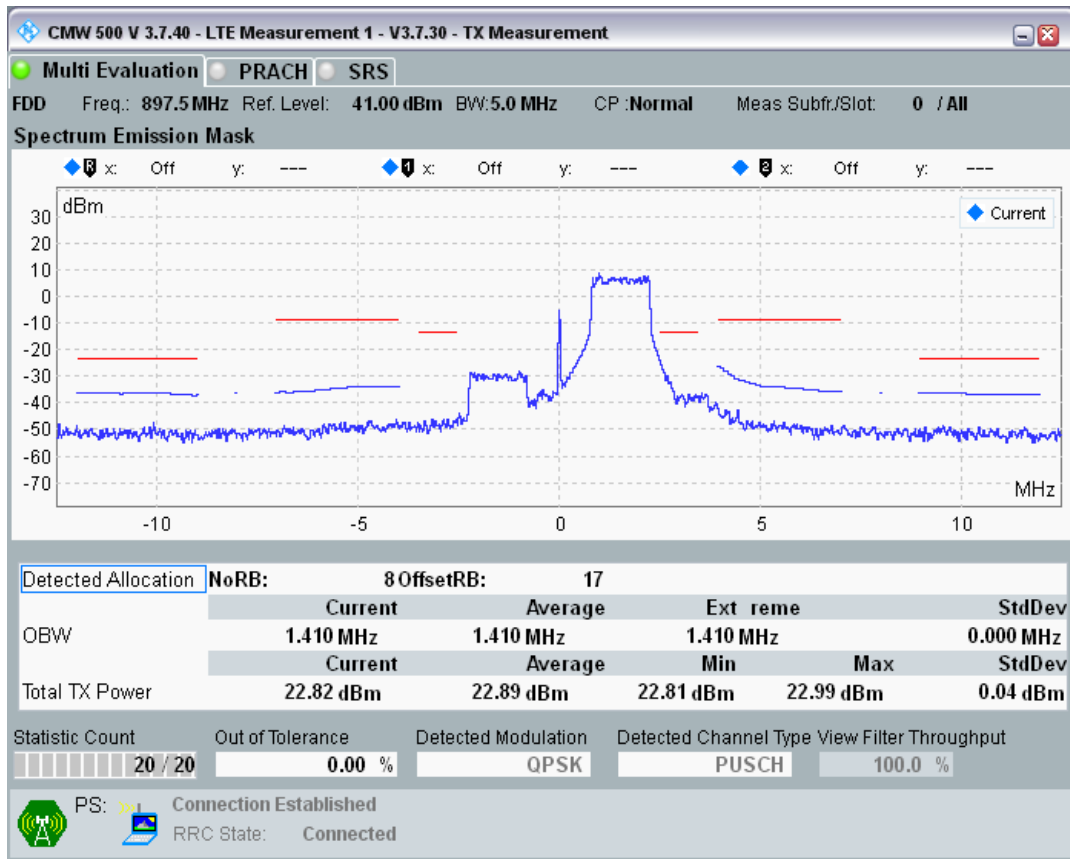 CMW 500 V 3.7.40 - LTE Measurement 1 - V3.7.30 - TX Measurement
Multi Evaluation PRACH SRS
FDD Freq.: 897.5 MHz Ref. Level: 41.00 dBm BW: 5.0 MHz CP : Normal Meas Subfr./Slot: 0 / All
Spectrum Emission Mask
R x: Off y: --- 1 x: Off y: --- 2 x: Off y: ---
dBm
Current
30
20
10
0
-10
-20
-30
-40
-50
-60
-70
MHz
-10 -5 0 5 10
Detected Allocation NoRB: 8 OffsetRB: 17
Current Average Ext reme StdDev
OBW 1.410 MHz 1.410 MHz 1.410 MHz 0.000 MHz
Current Average Min Max StdDev
Total TX Power 22.82 dBm 22.89 dBm 22.81 dBm 22.99 dBm 0.04 dBm
Statistic Count Out of Tolerance Detected Modulation Detected Channel Type View Filter Throughput
20 / 20 0.00 % QPSK PUSCH 100.0 %
PS: Connection Established
RRC State: Connected